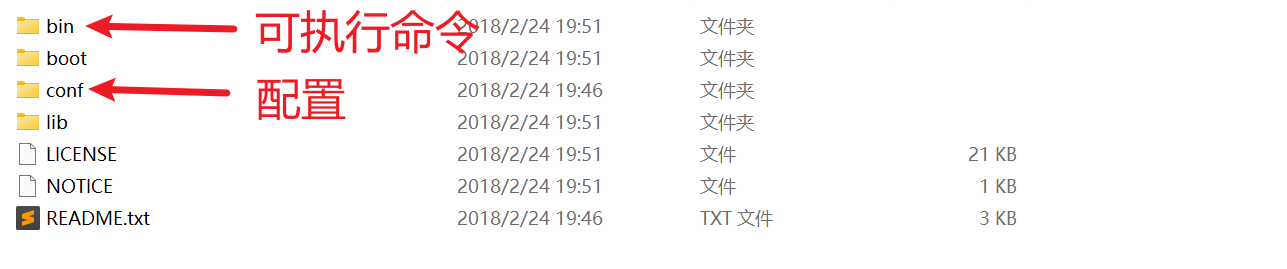 bin 可执行命令 2018/2/24 19:51 文件夹
boot 2018/2/24 19:51 文件夹
conf 配置 2018/2/24 19:46 文件夹
lib 2018/2/24 19:51 文件夹
LICENSE 2018/2/24 19:51 文件 21 KB
NOTICE 2018/2/24 19:51 文件 1 KB
README.txt 2018/2/24 19:46 TXT 文件 3 KB